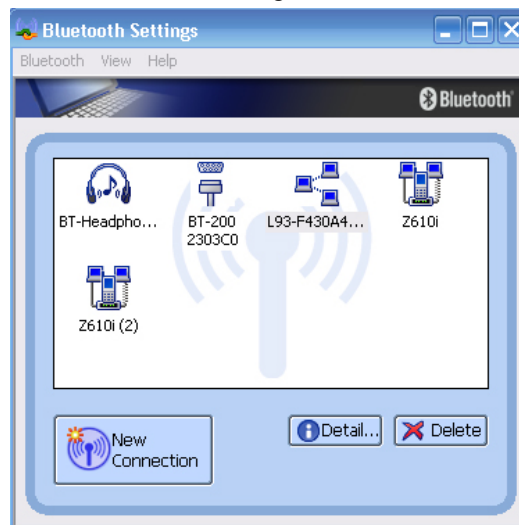 Bluetooth Settings
Bluetooth View Help
Bluetooth
BT-Headpho...
BT-200
2303C0
L93-F430A4...
Z610i
Z610i (2)
New
Connection
Detail...
Delete